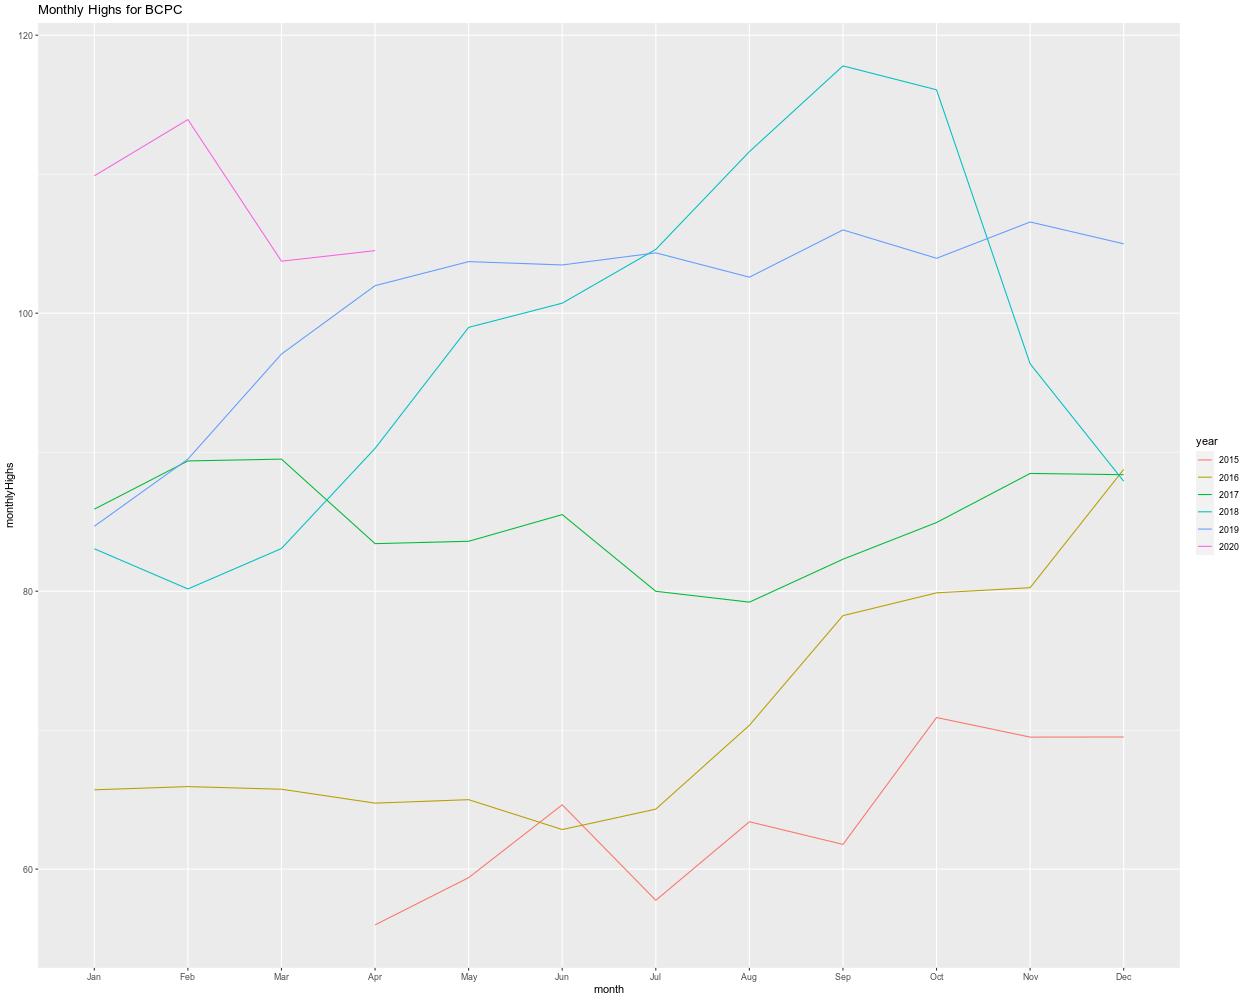 Monthly Highs for BCPC
120
100
80
60
monthlyHighs
Jan Feb Mar Apr May Jun Jul Aug Sep Oct Nov Dec
month
year
2015
2016
2017
2018
2019
2020